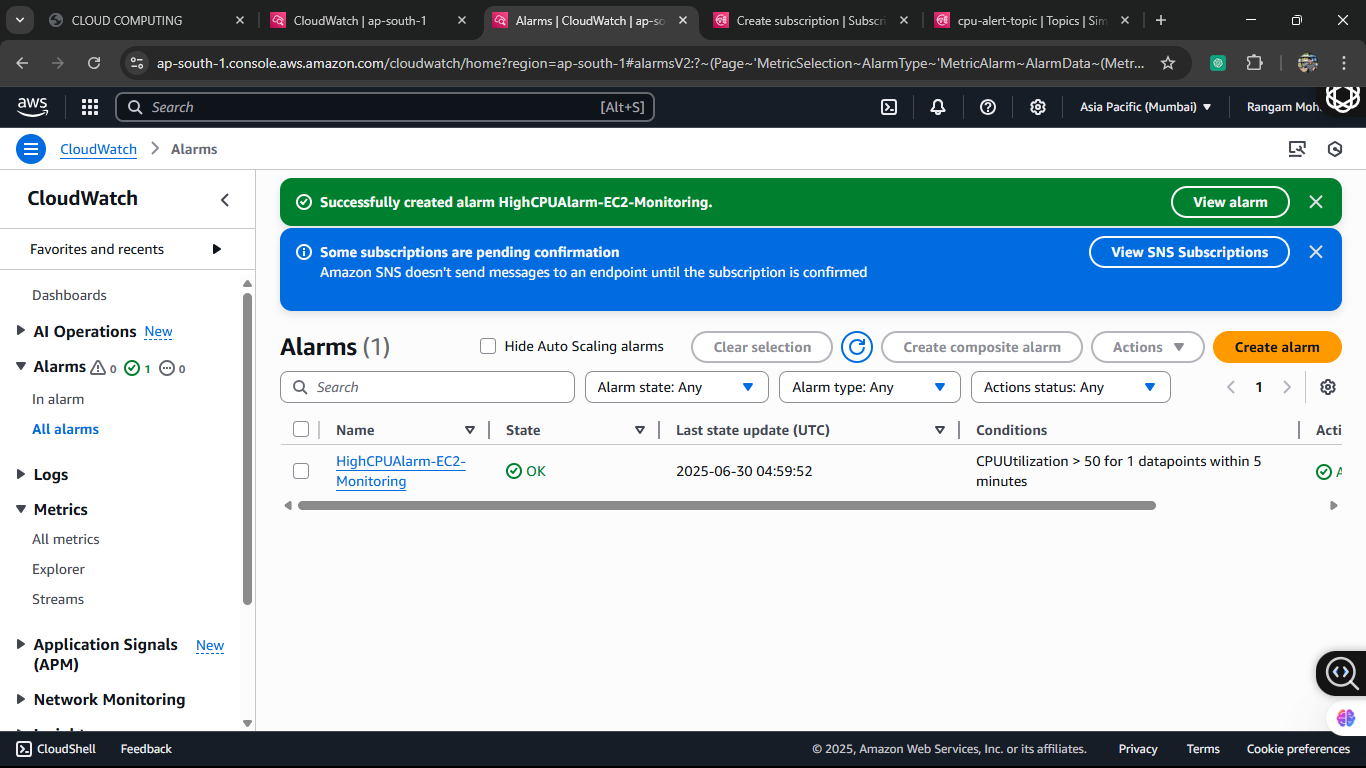 CLOUD COMPUTING
CloudWatch | ap-south-1
Alarms | CloudWatch | ap-so
Create subscription | Subscri
cpu-alert-topic | Topics | Sim
ap-south-1.console.aws.amazon.com/cloudwatch/home?region=ap-south-1#alarmsV2:?~(Page~'MetricSelection~AlarmType~'MetricAlarm~AlarmData~(Metr...
aws
Search [Alt+S]
Asia Pacific (Mumbai)
Rangam Moh
CloudWatch
Alarms
CloudWatch
Favorites and recents
Dashboards
AI Operations New
Alarms 0 1 0
In alarm
All alarms
Logs
Metrics
All metrics
Explorer
Streams
Application Signals New
(APM)
Network Monitoring
Successfully created alarm HighCPUAlarm-EC2-Monitoring.
View alarm
Some subscriptions are pending confirmation
Amazon SNS doesn't send messages to an endpoint until the subscription is confirmed
View SNS Subscriptions
Alarms (1)
Hide Auto Scaling alarms
Clear selection
Create composite alarm
Actions
Create alarm
Search
Alarm state: Any
Alarm type: Any
Actions status: Any
1
Name
State
Last state update (UTC)
Conditions
Acti
HighCPUAlarm-EC2-
Monitoring
OK
2025-06-30 04:59:52
CPUUtilization > 50 for 1 datapoints within 5
minutes
A
CloudShell
Feedback
© 2025, Amazon Web Services, Inc. or its affiliates.
Privacy
Terms
Cookie preferences